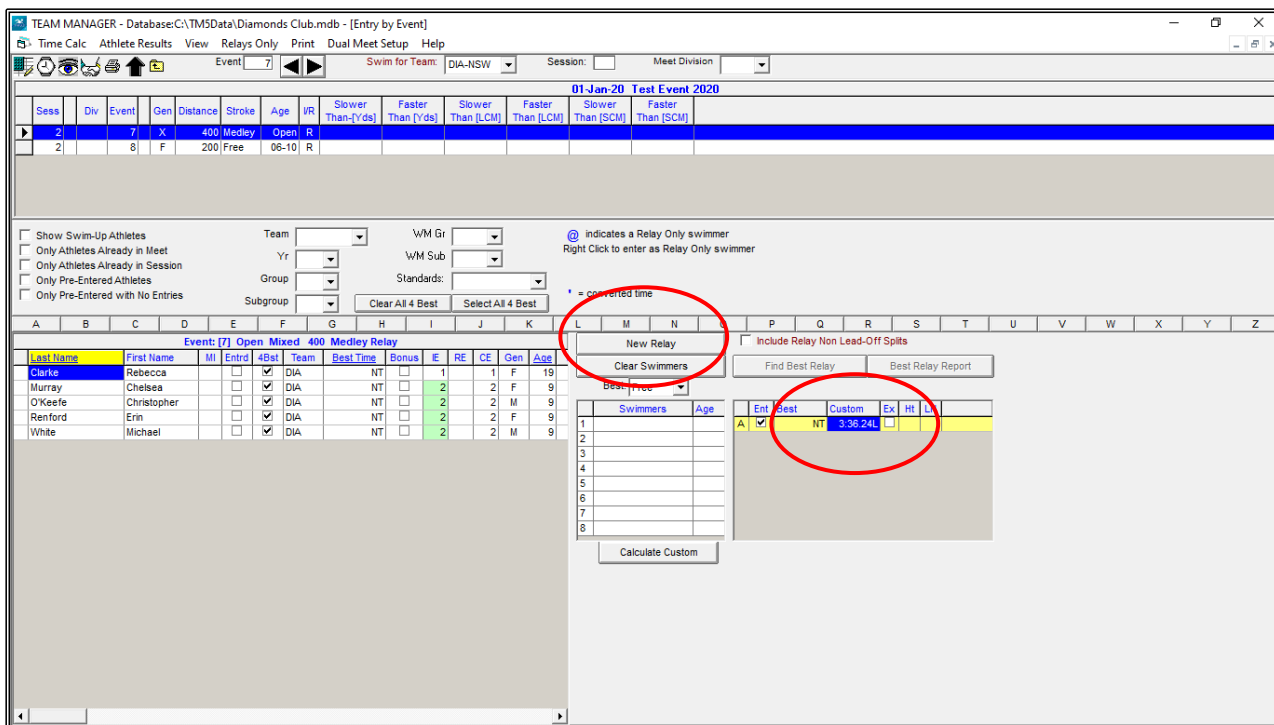 TEAM MANAGER - Database:C:\TM5Data\Diamonds Club.mdb - [Entry by Event]
Time Calc Athlete Results View Relays Only Print Dual Meet Setup Help
Event 7 Swim for Team: DIA-NSW Session: Meet Division
01-Jan-20 Test Event 2020
Sess Div Event Gen Distance Stroke Age I/R Slower Than-[Yds] Faster Than [Yds] Slower Than [LCM] Faster Than [LCM] Slower Than [SCM] Faster Than [SCM]
2 7 X 400 Medley Open R
2 8 F 200 Free 06-10 R
Show Swim-Up Athletes
Only Athletes Already in Meet
Only Athletes Already in Session
Only Pre-Entered Athletes
Only Pre-Entered with No Entries
Team
Yr
Group
Subgroup
WM Gr
WM Sub
Standards:
Clear All 4 Best Select All 4 Best
@ indicates a Relay Only swimmer
Right Click to enter as Relay Only swimmer
* = converted time
A B C D E F G H I J K L M N P Q R S T U V W X Y Z
Event: [7] Open Mixed 400 Medley Relay
Last Name First Name MI Entrd 4Bst Team Best Time Bonus IE RE CE Gen Age
Clarke Rebecca DIA NT 1 1 F 19
Murray Chelsea DIA NT 2 2 F 9
O'Keefe Christopher DIA NT 2 2 M 9
Renford Erin DIA NT 2 2 F 9
White Michael DIA NT 2 2 M 9
New Relay
Clear Swimmers
Best: Free
Include Relay Non Lead-Off Splits
Find Best Relay Best Relay Report
Swimmers Age
1
2
3
4
5
6
7
8
Ent Best Custom Ex Ht Ln
A NT 3:36.24L
Calculate Custom